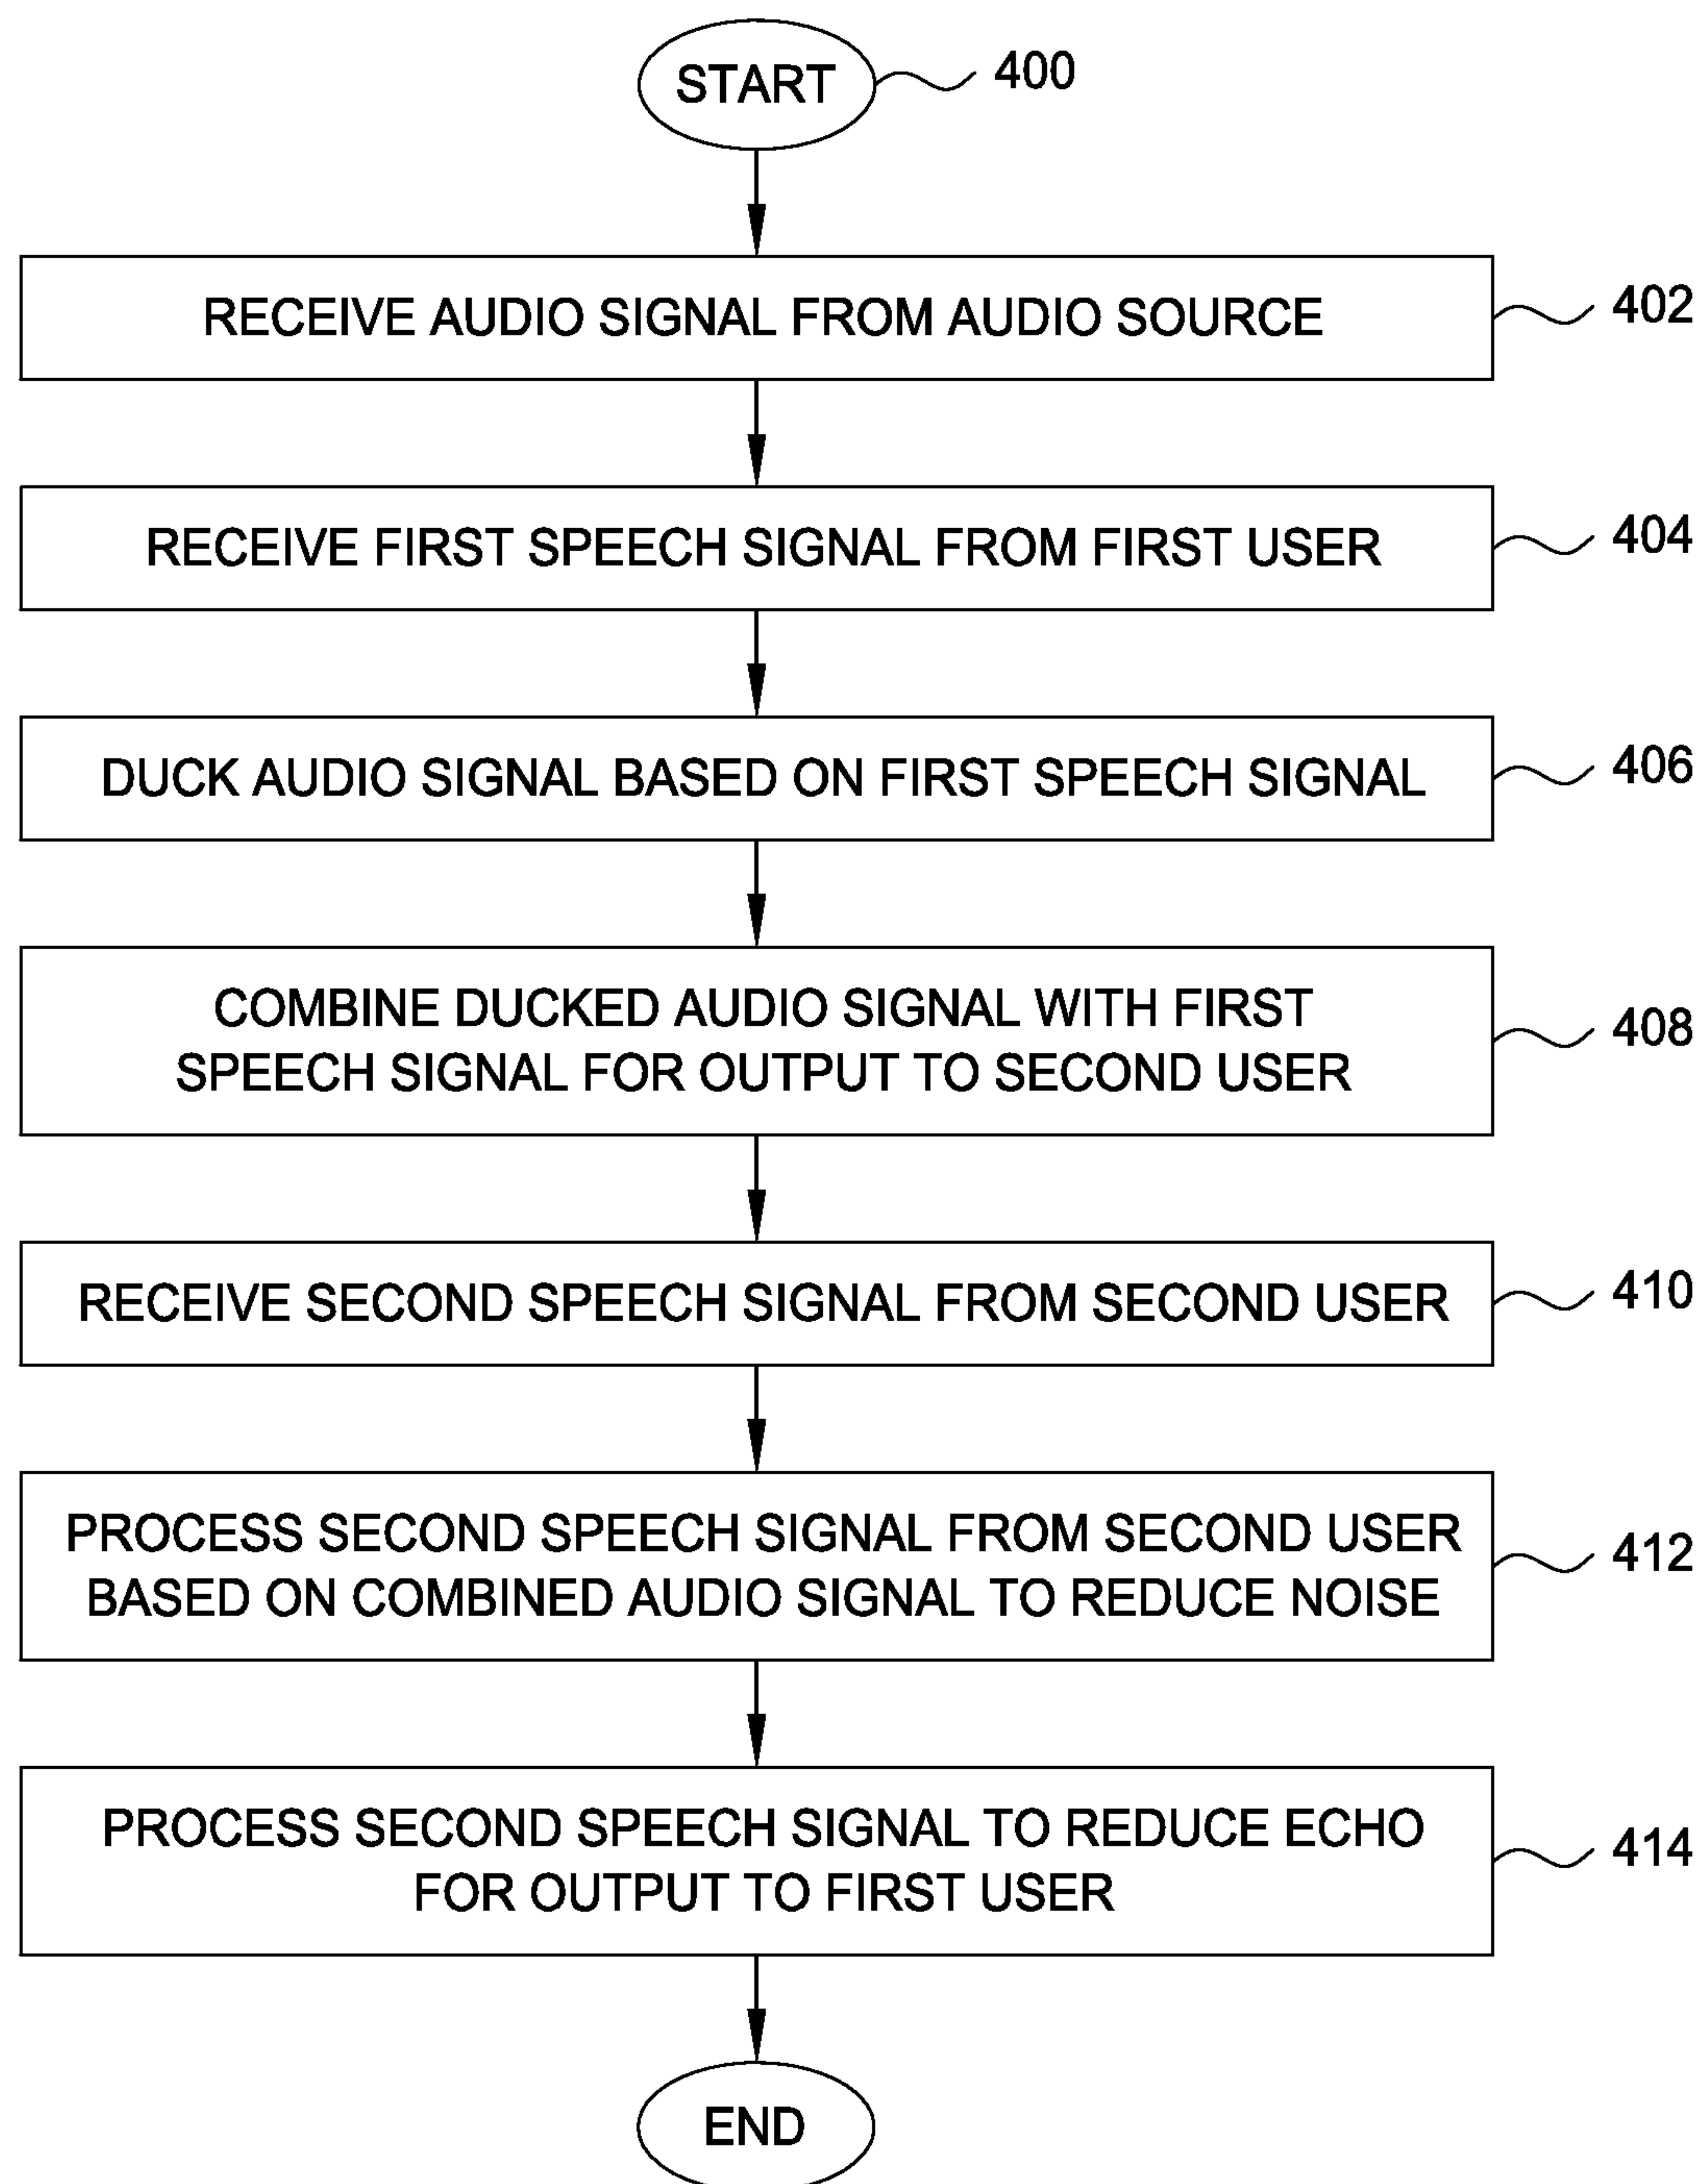 START
400
RECEIVE AUDIO SIGNAL FROM AUDIO SOURCE
402
RECEIVE FIRST SPEECH SIGNAL FROM FIRST USER
404
DUCK AUDIO SIGNAL BASED ON FIRST SPEECH SIGNAL
406
COMBINE DUCKED AUDIO SIGNAL WITH FIRST
SPEECH SIGNAL FOR OUTPUT TO SECOND USER
408
RECEIVE SECOND SPEECH SIGNAL FROM SECOND USER
410
PROCESS SECOND SPEECH SIGNAL FROM SECOND USER
BASED ON COMBINED AUDIO SIGNAL TO REDUCE NOISE
412
PROCESS SECOND SPEECH SIGNAL TO REDUCE ECHO
FOR OUTPUT TO FIRST USER
414
END